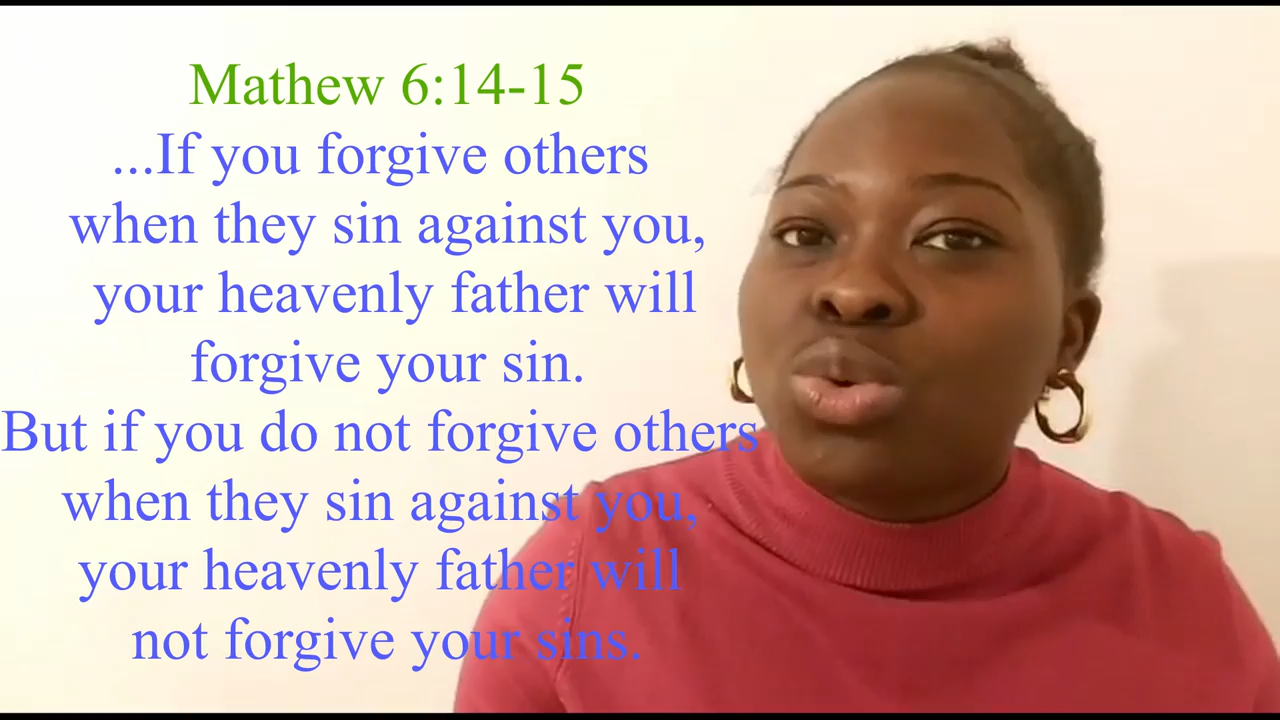 Mathew 6:14-15
...If you forgive others
when they sin against you,
your heavenly father will
forgive your sin.
But if you do not forgive others
when they sin against you,
your heavenly father will
not forgive your sins.